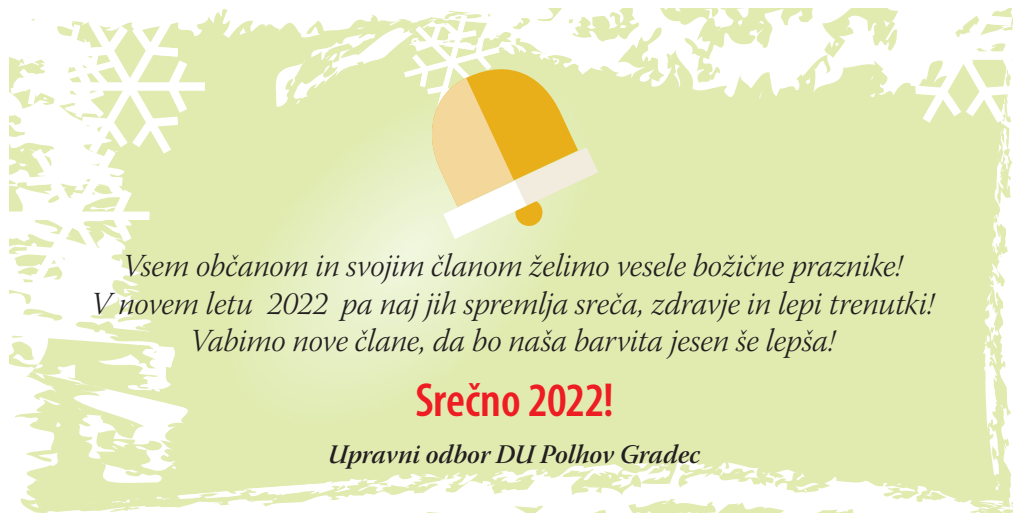 Vsem občanom in svojim članom želimo vesele božične praznike!
V novem letu 2022 pa naj jih spremlja sreča, zdravje in lepi trenutki!
Vabimo nove člane, da bo naša barvita jesen še lepša!
Srečno 2022!
Upravni odbor DU Polhov Gradec